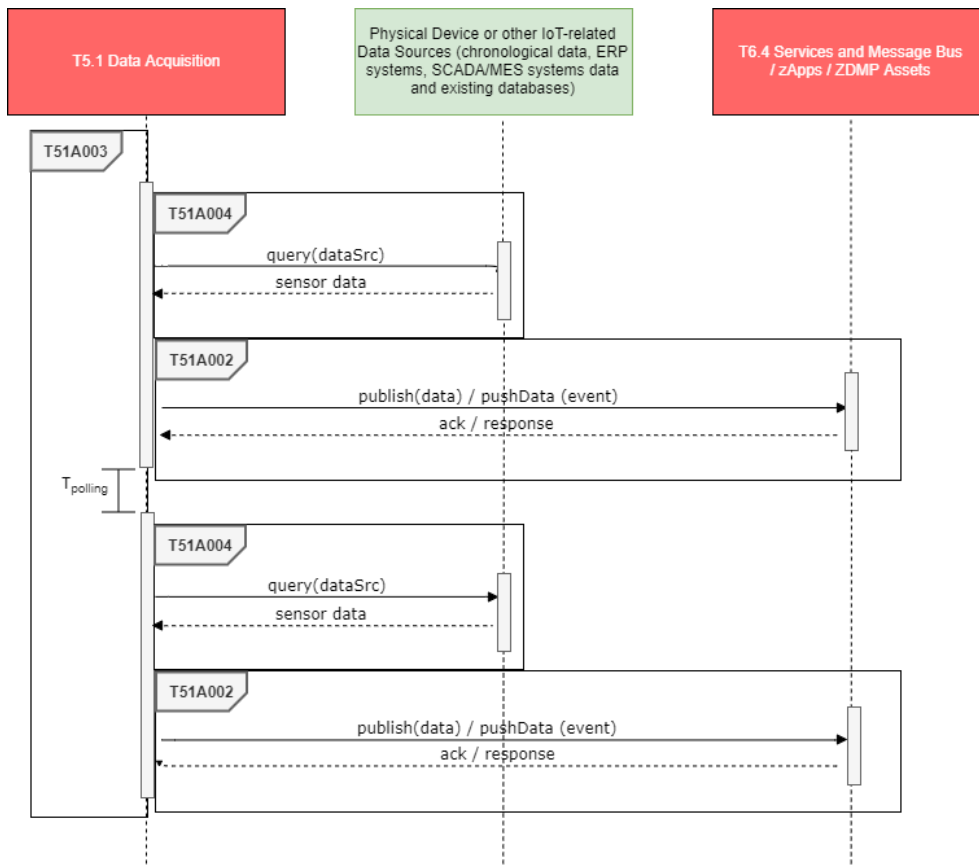 T5.1 Data Acquisition
Physical Device or other IoT-related
Data Sources (chronological data, ERP
systems, SCADA/MES systems data
and existing databases)
T6.4 Services and Message Bus
/ zApps / ZDMP Assets
T51A003
T51A004
query(dataSrc)
sensor data
T51A002
publish(data) / pushData (event)
ack / response
Tpolling
T51A004
query(dataSrc)
sensor data
T51A002
publish(data) / pushData (event)
ack / response